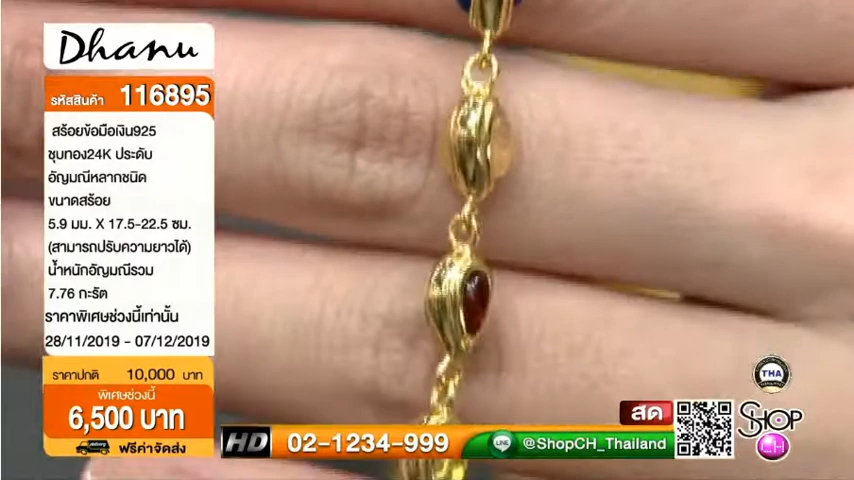 Dhanu
รหัสสินค้า 116895
สร้อยข้อมือเงิน925
ชุบทอง24K ประดับ
อัญมณีหลากชนิด
ขนาดสร้อย
5.9 มม. X 17.5-22.5 ซม.
(สามารถปรับความยาวได้)
น้ำหนักอัญมณีรวม
7.76 กะรัต
ราคาพิเศษช่วงนี้เท่านั้น
28/11/2019 - 07/12/2019
ราคาปกติ 10,000 บาท
พิเศษช่วงนี้
6,500 บาท
ฟรีค่าจัดส่ง
HD 02-1234-999
LINE @ShopCH_Thailand
สด
THA
SHOP
CH